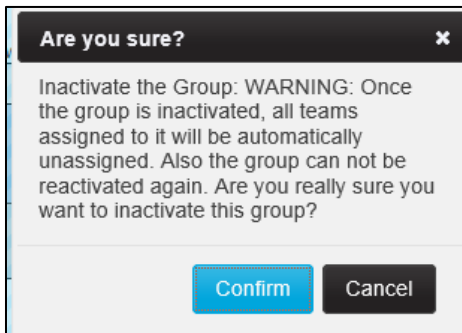 Are you sure?
Inactivate the Group: WARNING: Once
the group is inactivated, all teams
assigned to it will be automatically
unassigned. Also the group can not be
reactivated again. Are you really sure you
want to inactivate this group?
Confirm Cancel